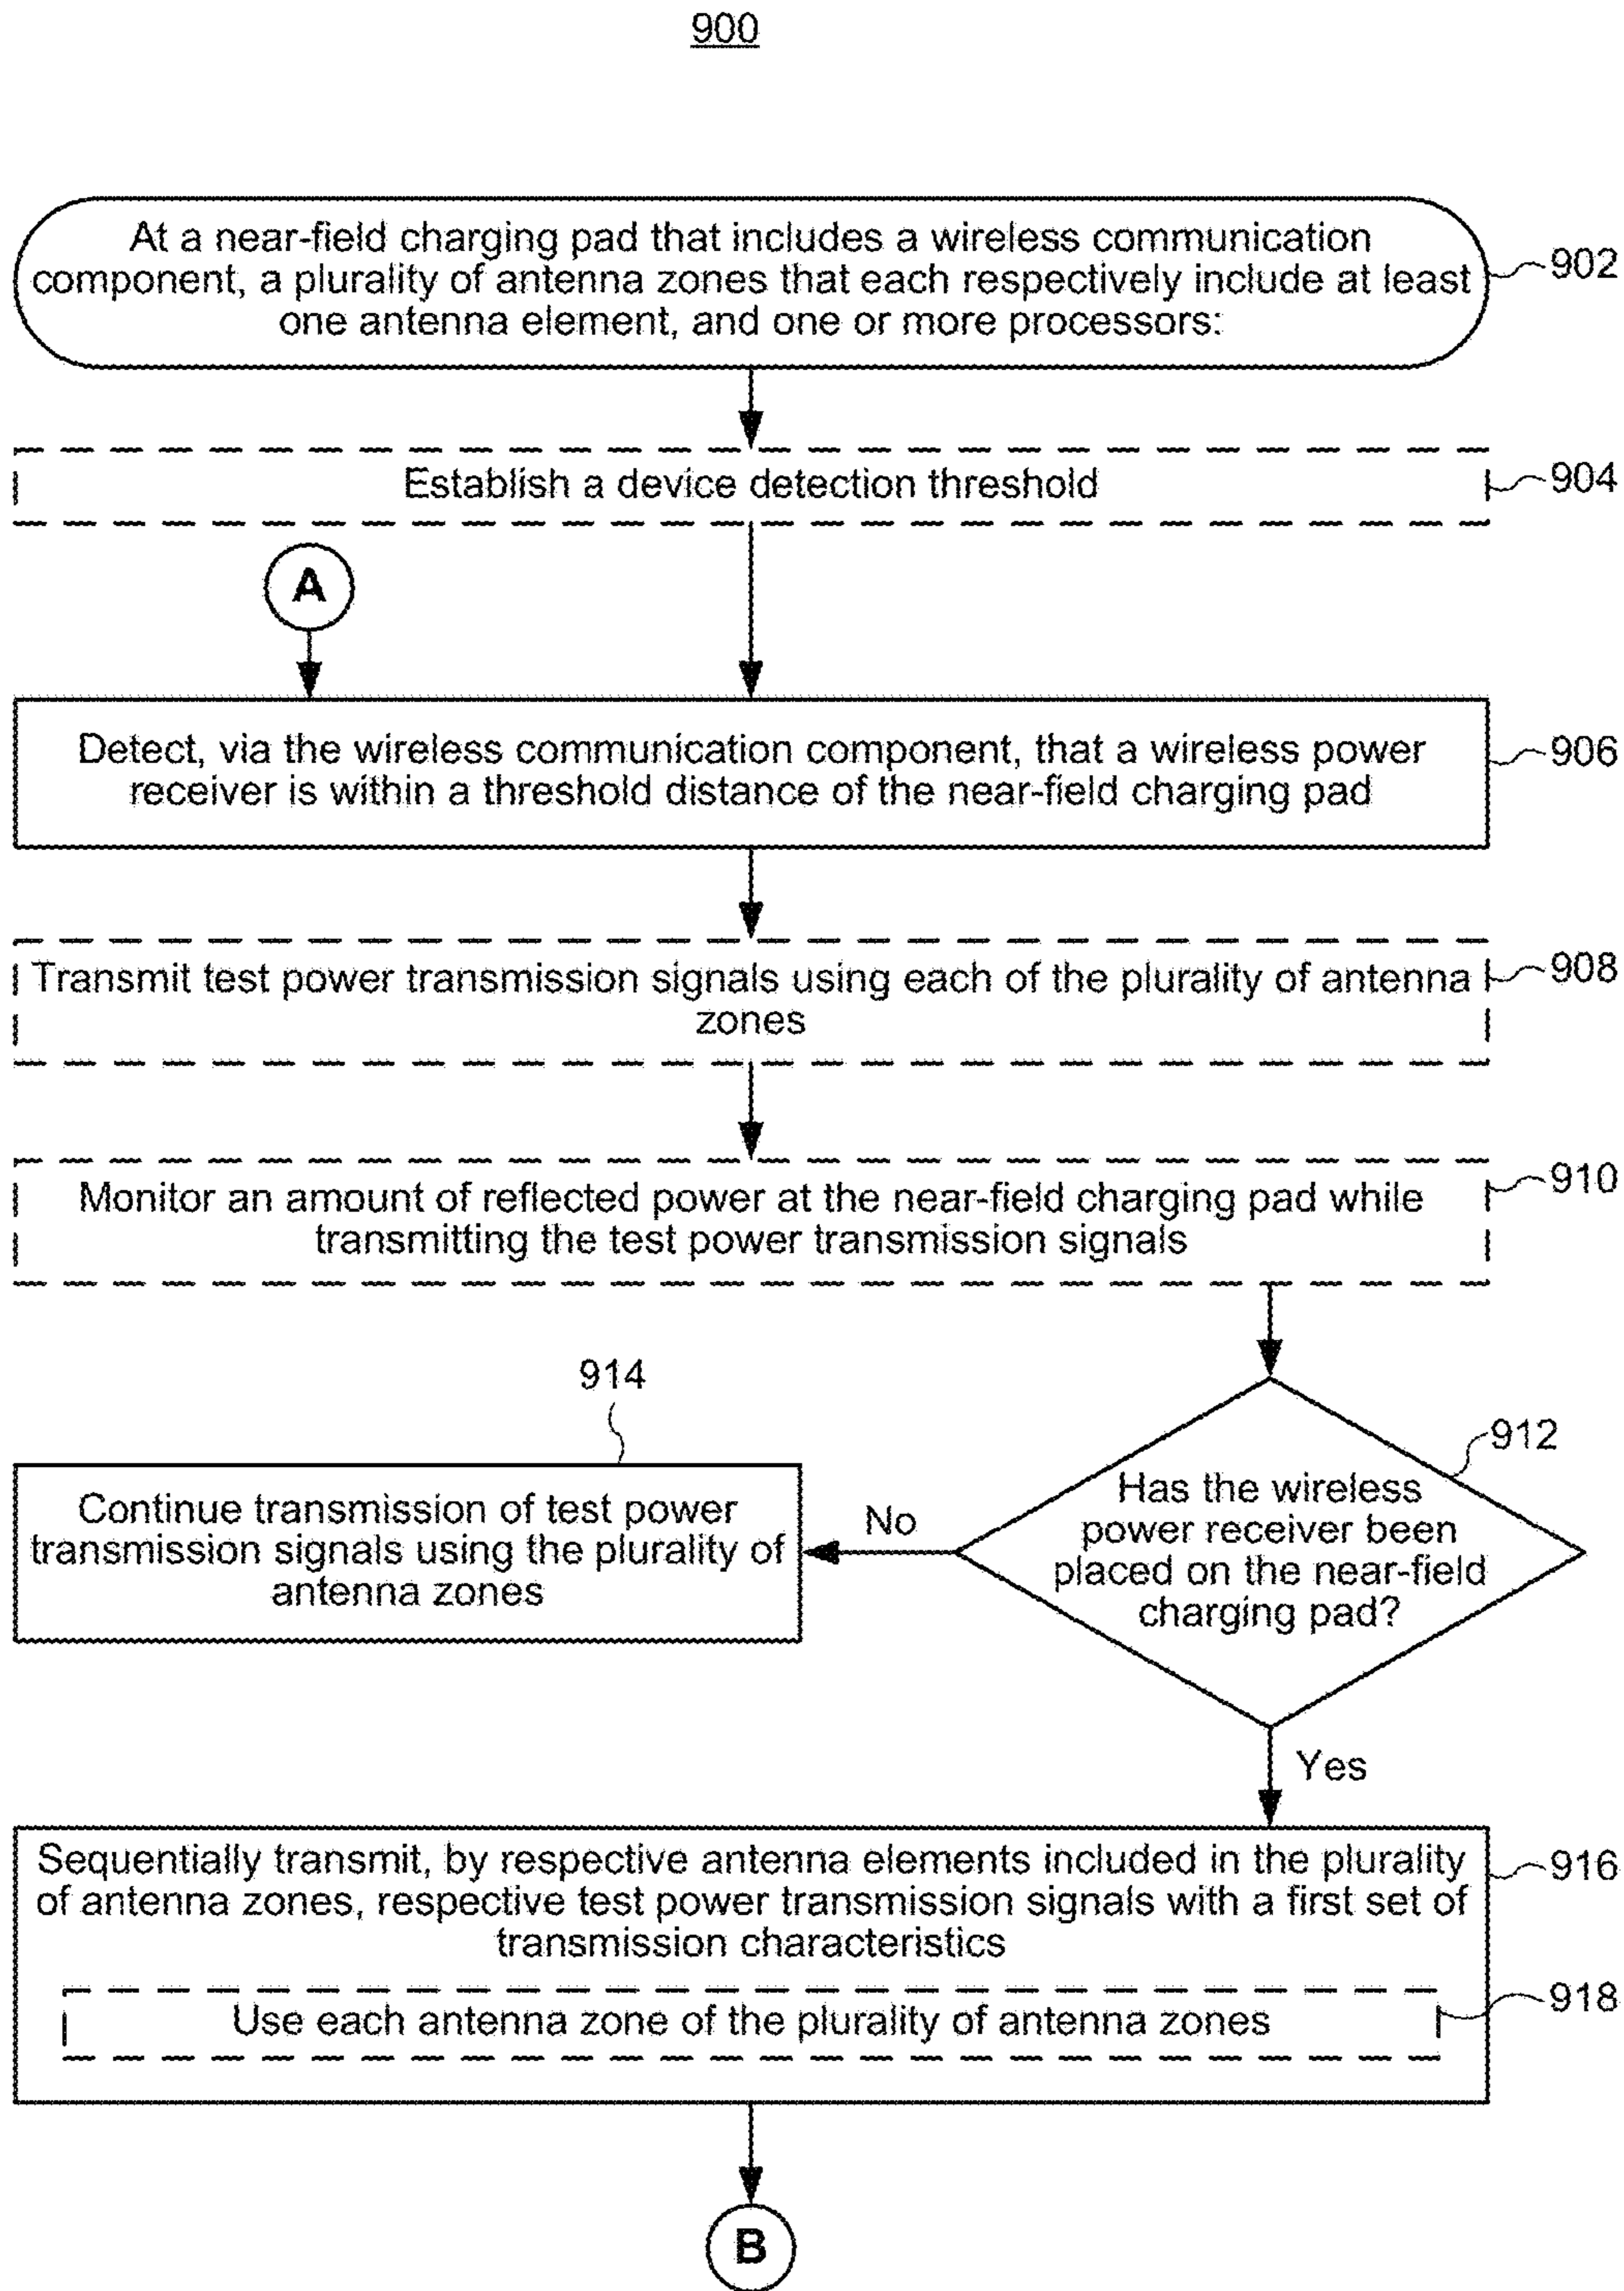 900
At a near-field charging pad that includes a wireless communication
component, a plurality of antenna zones that each respectively include at least
one antenna element, and one or more processors:
902
Establish a device detection threshold
904
A
Detect, via the wireless communication component, that a wireless power
receiver is within a threshold distance of the near-field charging pad
906
Transmit test power transmission signals using each of the plurality of antenna
zones
908
Monitor an amount of reflected power at the near-field charging pad while
transmitting the test power transmission signals
910
914
912
Has the wireless
power receiver been
placed on the near-field
charging pad?
No
Continue transmission of test power
transmission signals using the plurality of
antenna zones
Yes
Sequentially transmit, by respective antenna elements included in the plurality
of antenna zones, respective test power transmission signals with a first set of
transmission characteristics
916
Use each antenna zone of the plurality of antenna zones
918
B